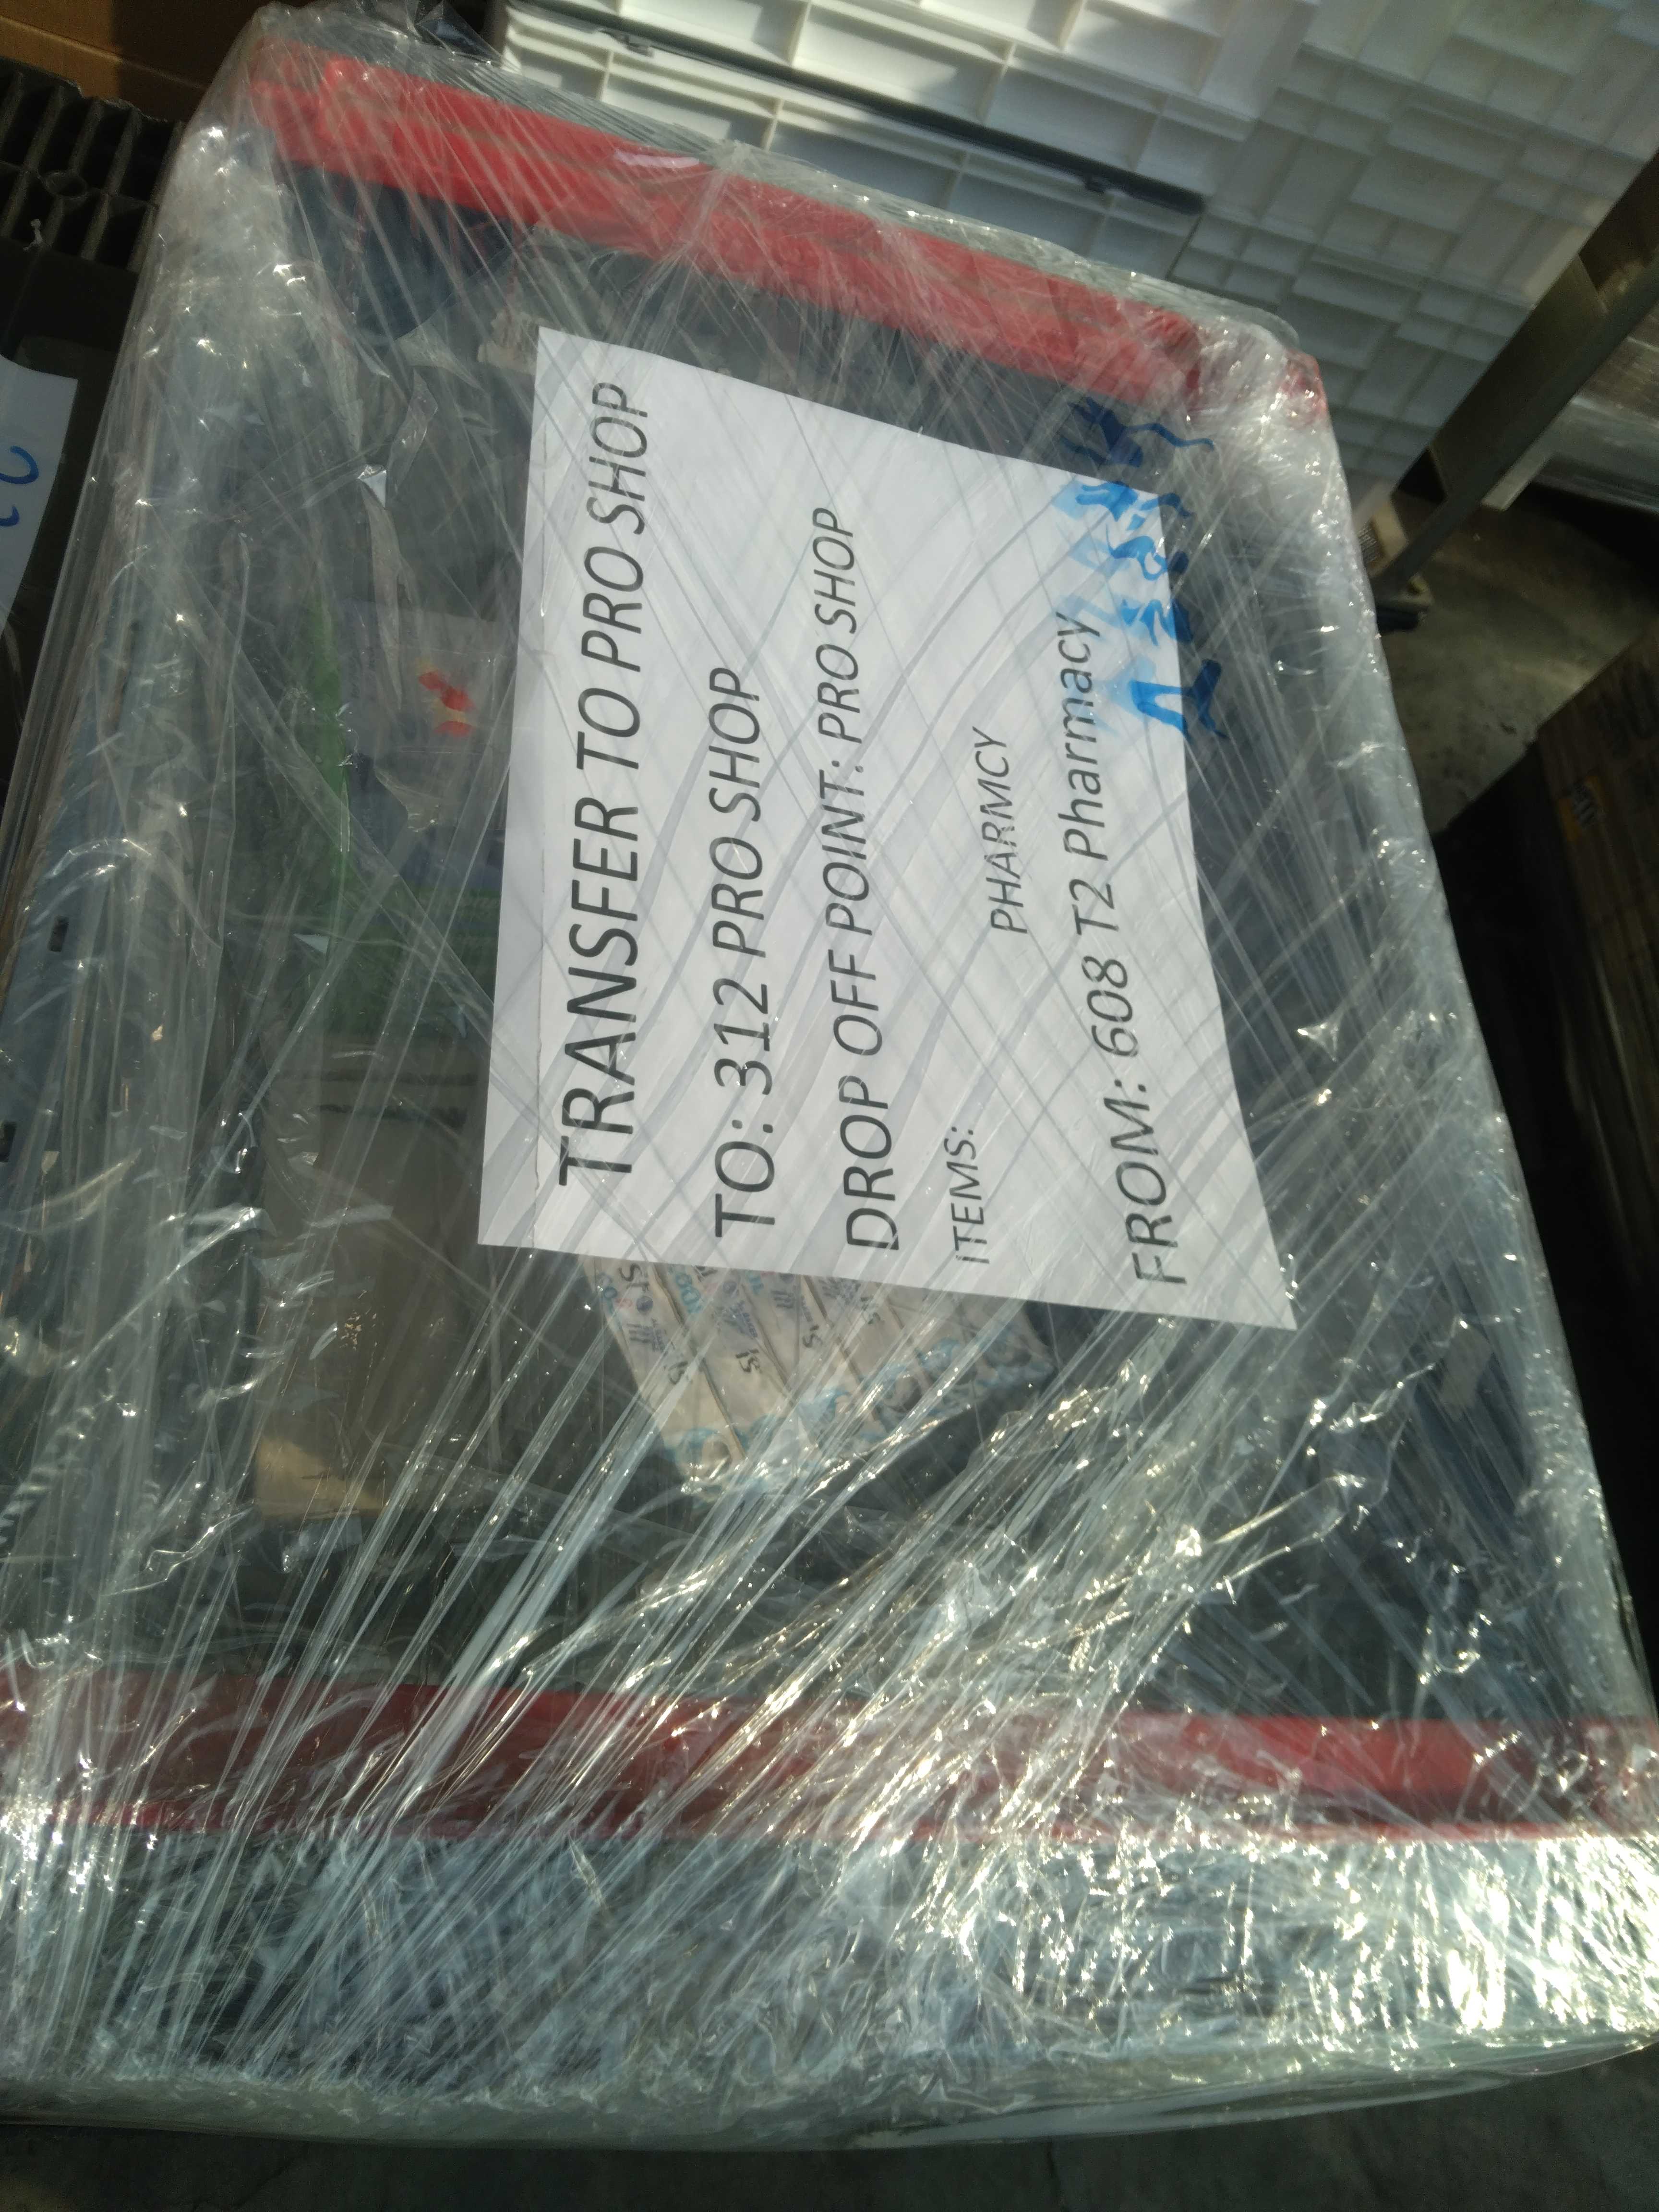 TRANSFER TO PRO SHOP
TO: 312 PRO SHOP
DROP OFF POINT: PRO SHOP
ITEMS:
PHARMCY
FROM: 608 T2 Pharmacy